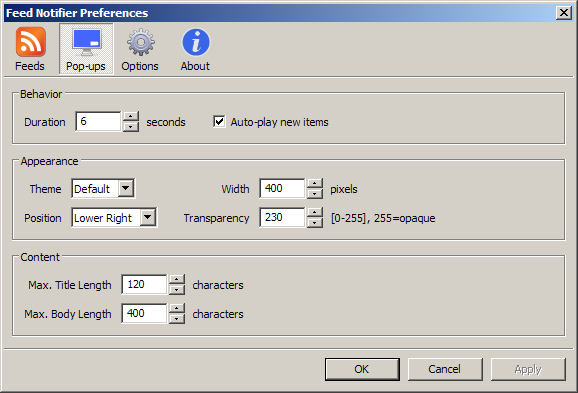 Feed Notifier Preferences
Feeds Pop-ups Options About
Behavior
Duration 6 seconds Auto-play new items
Appearance
Theme Default Width 400 pixels
Position Lower Right Transparency 230 [0-255], 255=opaque
Content
Max. Title Length 120 characters
Max. Body Length 400 characters
OK Cancel Apply